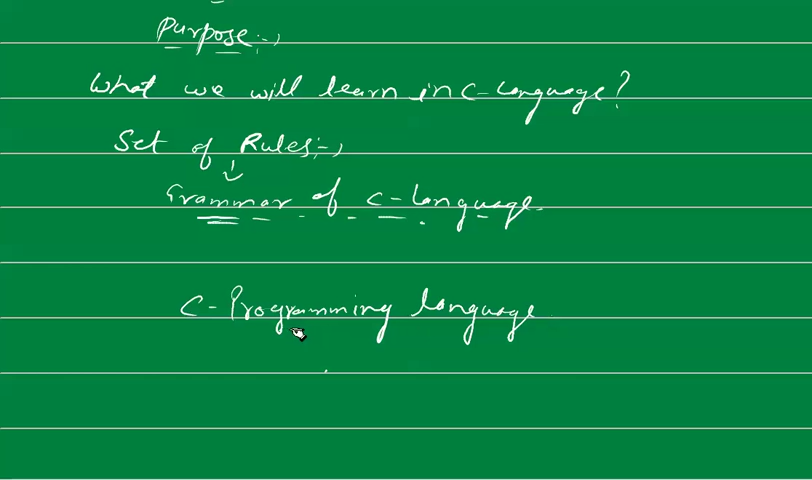 Purpose:-,
What we will learn in C-Language?
Set of Rules:-,
Grammar of C-language.
C-Programming language